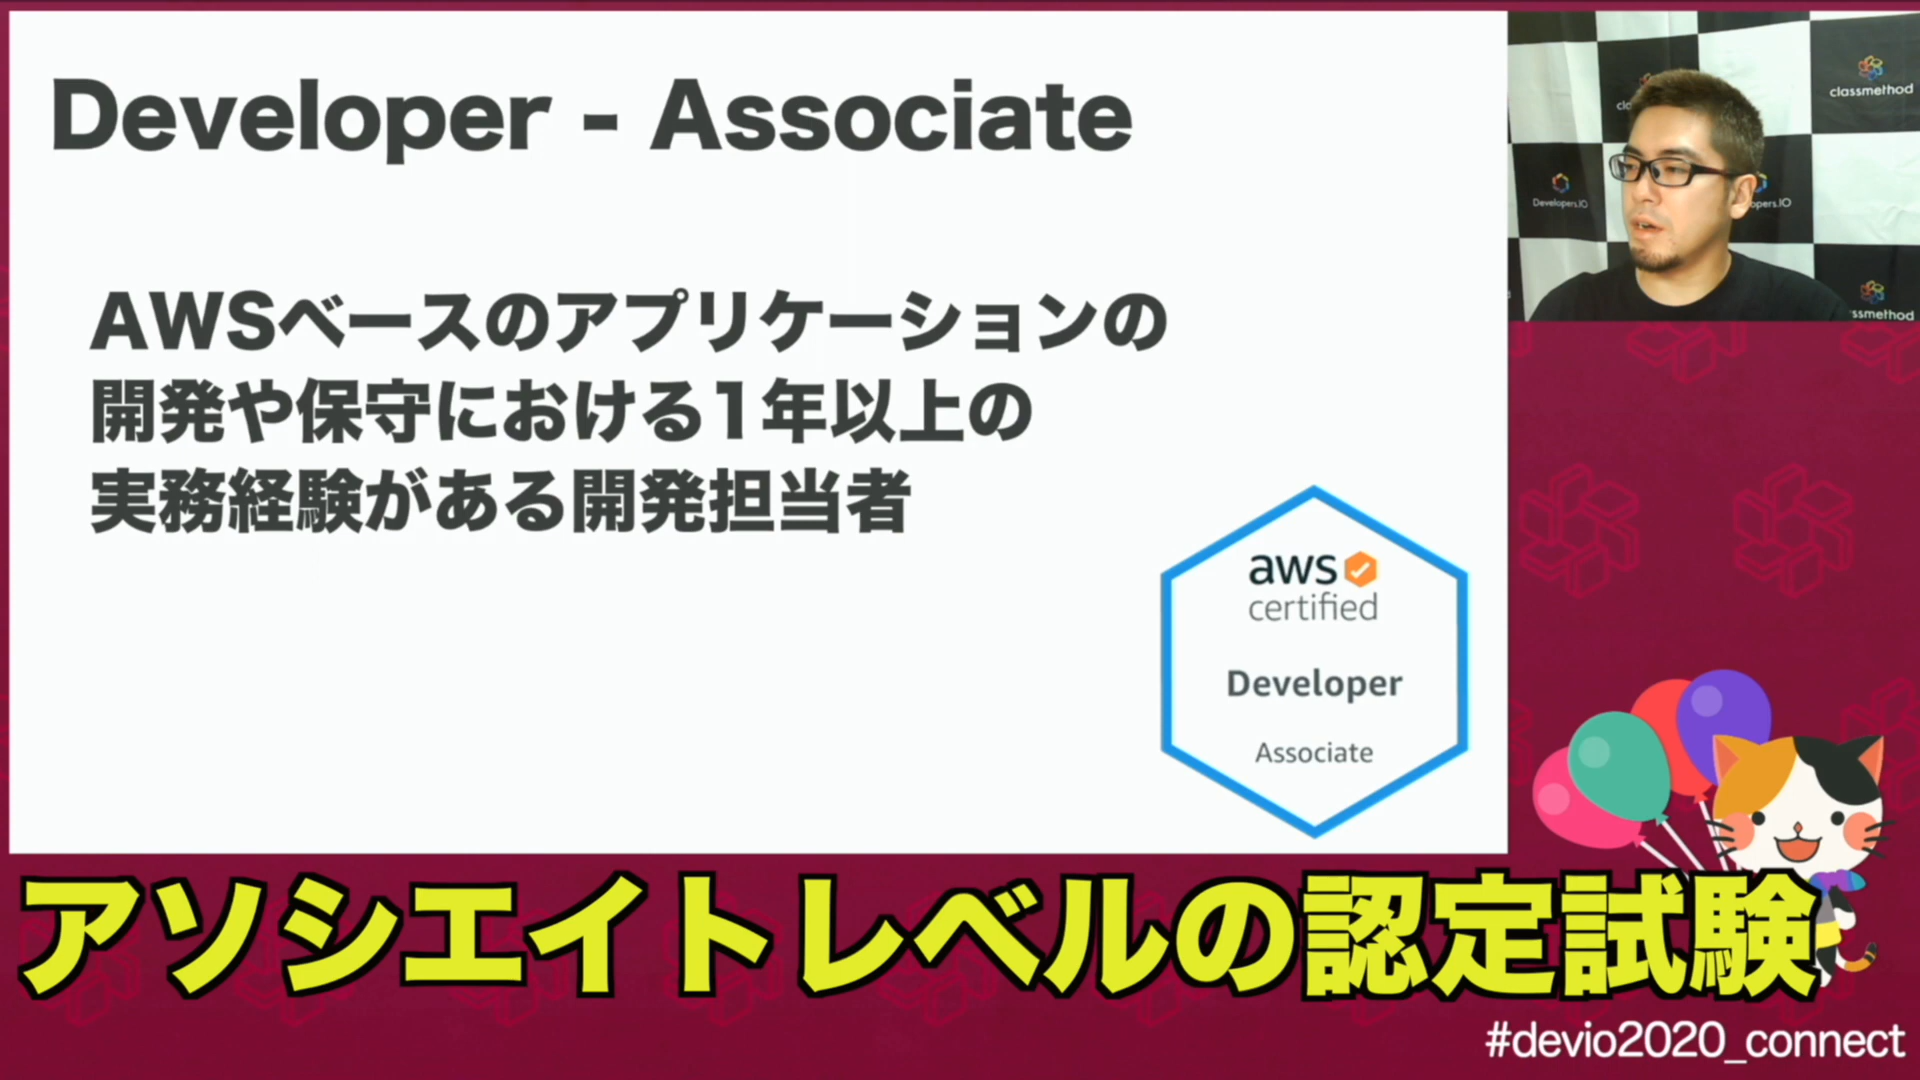 Developer - Associate
AWSベースのアプリケーションの
開発や保守における1年以上の
実務経験がある開発担当者
aws
certified
Developer
Associate
classmethod
Developers.IO
アソシエイトレベルの認定試験
#devio2020_connect